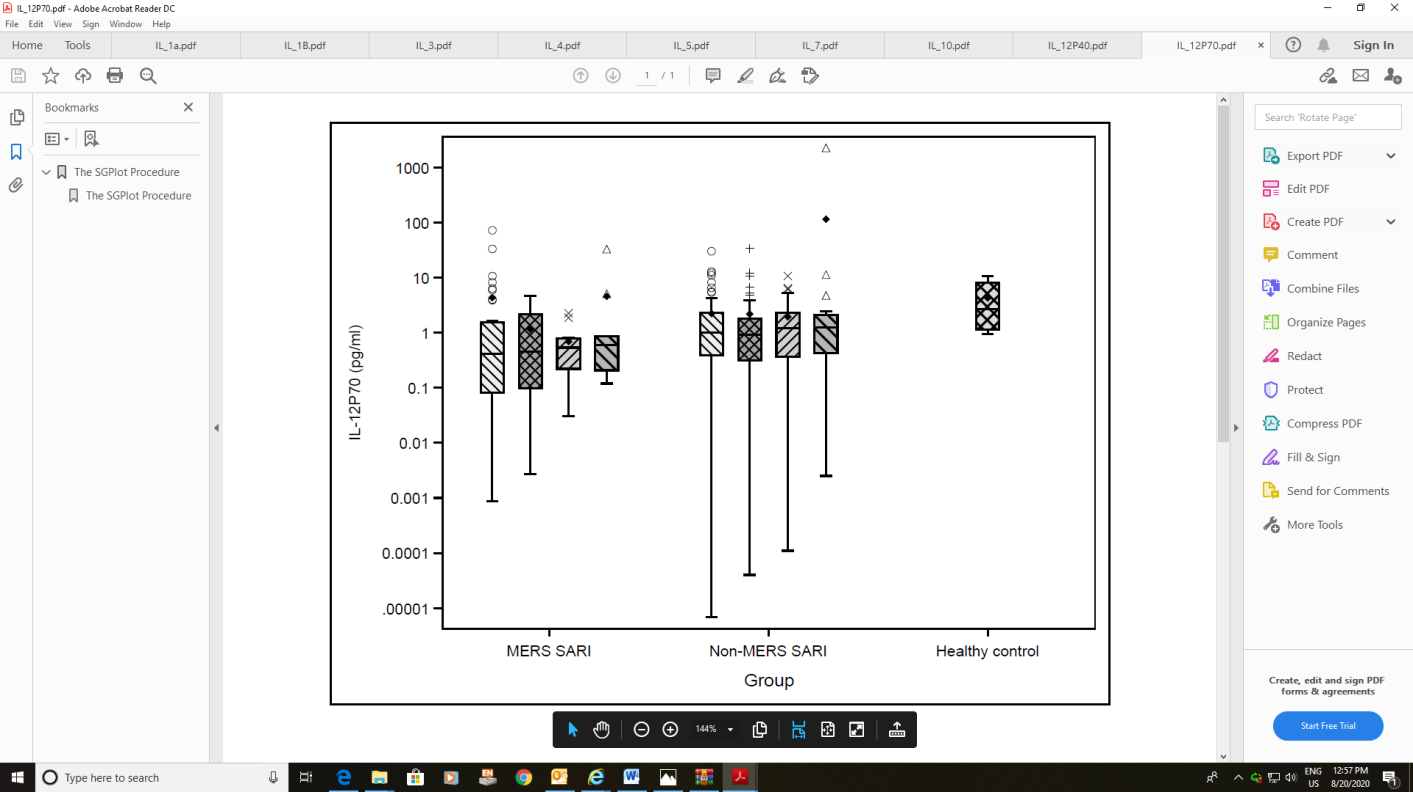 IL_12P70.pdf - Adobe Acrobat Reader DC
File Edit View Sign Window Help
Home Tools IL_1a.pdf IL_1B.pdf IL_3.pdf IL_4.pdf IL_5.pdf IL_7.pdf IL_10.pdf IL_12P40.pdf IL_12P70.pdf × ? Sign In
1 / 1
Bookmarks
The SGPlot Procedure
The SGPlot Procedure
1000
100
10
1
0.1
0.01
0.001
0.0001
.00001
IL-12P70 (pg/ml)
MERS SARI Non-MERS SARI Healthy control
Group
144%
Search 'Rotate Page'
Export PDF
Edit PDF
Create PDF
Comment
Combine Files
Organize Pages
Redact
Protect
Compress PDF
Fill & Sign
Send for Comments
More Tools
Create, edit and sign PDF
forms & agreements
Start Free Trial
Type here to search
EN
ENG
US
12:57 PM
8/20/2020
1